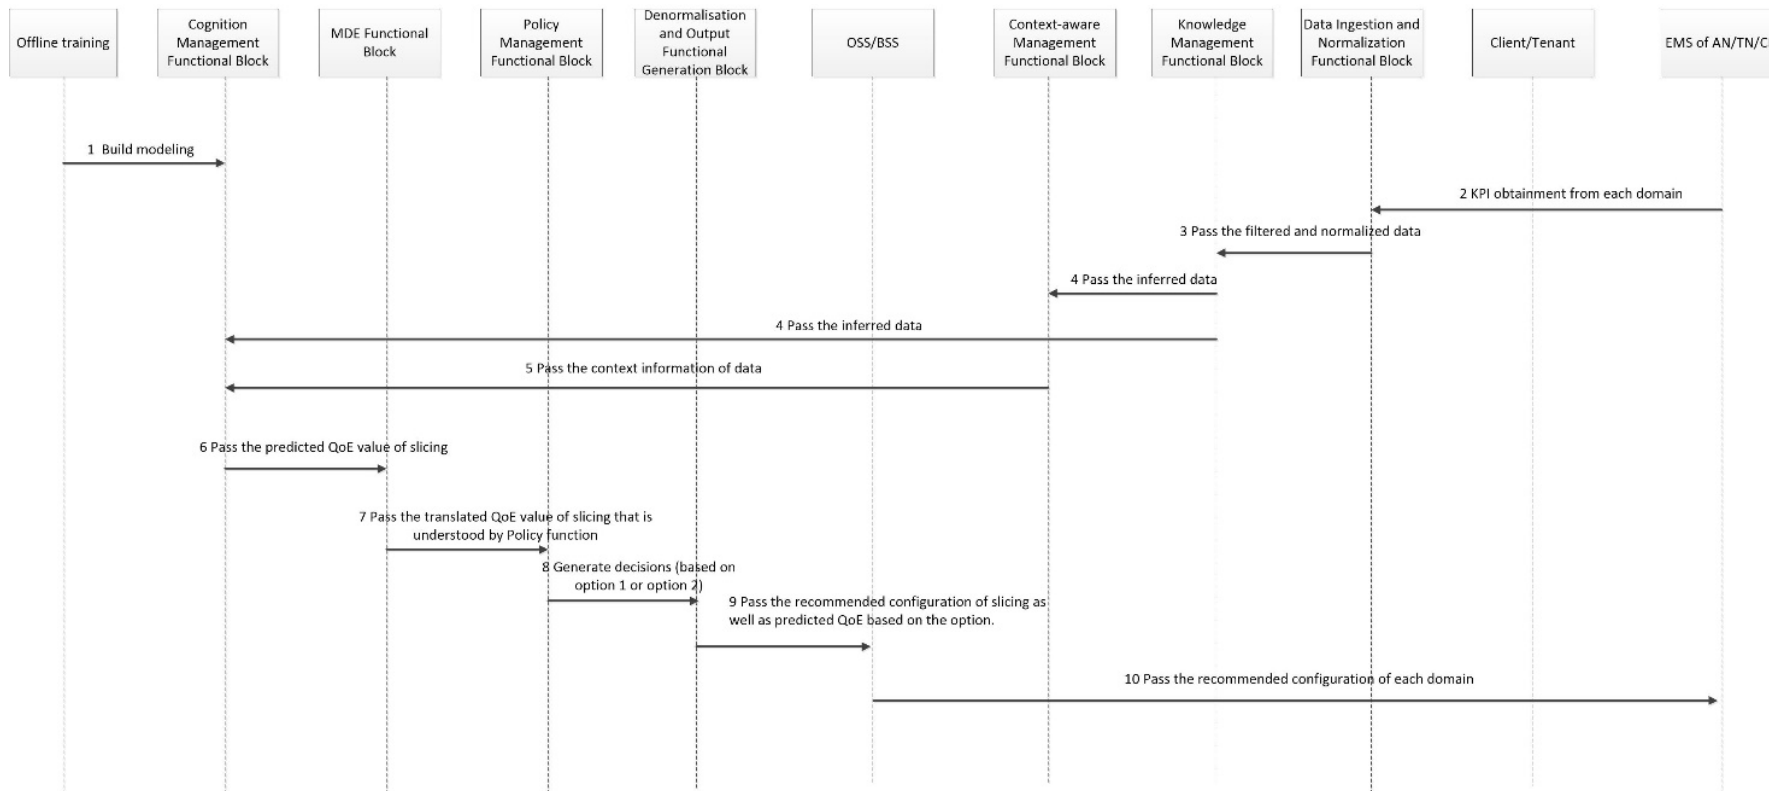 Offline training
Cognition
Management
Functional Block
MDE Functional
Block
Policy
Management
Functional Block
Denormalisation
and Output
Functional
Generation Block
OSS/BSS
Context-aware
Management
Functional Block
Knowledge
Management
Functional Block
Data Ingestion and
Normalization
Functional Block
Client/Tenant
EMS of AN/TN/C
1 Build modeling
2 KPI obtainment from each domain
3 Pass the filtered and normalized data
4 Pass the inferred data
4 Pass the inferred data
5 Pass the context information of data
6 Pass the predicted QoE value of slicing
7 Pass the translated QoE value of slicing that is
understood by Policy function
8 Generate decisions (based on
option 1 or option 2)
9 Pass the recommended configuration of slicing as
well as predicted QoE based on the option.
10 Pass the recommended configuration of each domain